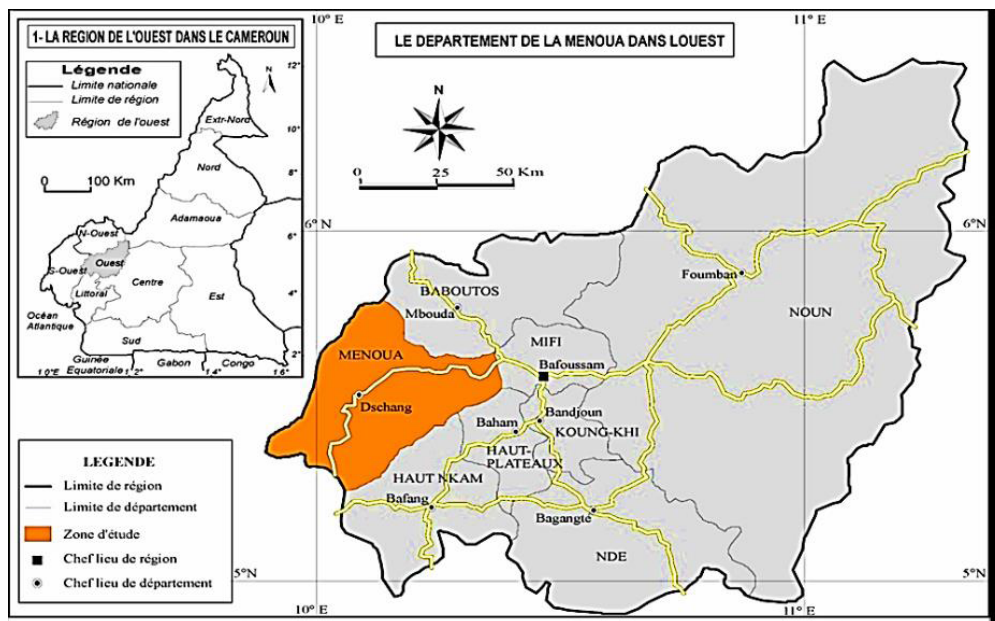 1- LA REGION DE L'OUEST DANS LE CAMEROUN
Légende
Limite nationale
Limite de région
Région de l'ouest
N
12°
10°
8°
6°
4°
2°
0 100 Km
Extr-Nord
Nord
Adamaoua
N-Ouest
Ouest
S-Ouest
Littoral
Centre
Est
Océan
Atlantique
Sud
Guinée
Equatoriale
Gabon
Congo
10°E
12°
14°
16°
10° E
11° E
LE DEPARTEMENT DE LA MENOUA DANS LOUEST
N
0 25 50 Km
6° N
6° N
Foumban
NOUN
BABOUTOS
Mbouda
MIFI
MENOUA
Bafoussam
Dschang
Bandjoun
Baham
KOUNG-KHI
HAUT-
PLATEAUX
HAUT NKAM
Bafang
Bagangté
NDE
5°N
5°N
10° E
11° E
LEGENDE
Limite de région
Limite de département
Zone d'étude
Chef lieu de région
Chef lieu de département